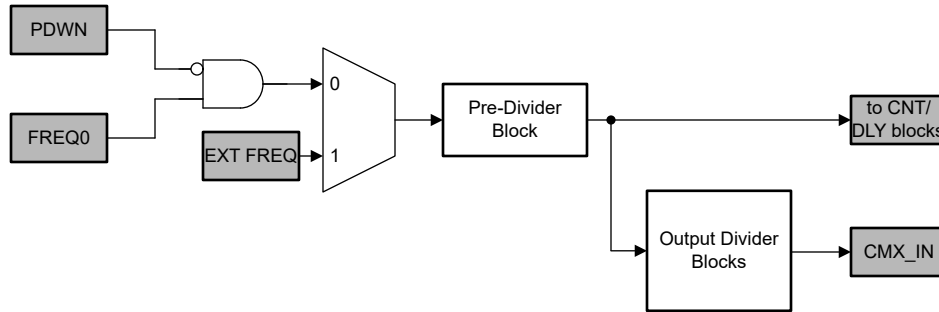 PDWN
FREQ0
EXT FREQ
0
1
Pre-Divider
Block
to CNT/
DLY blocks
Output Divider
Blocks
CMX_IN